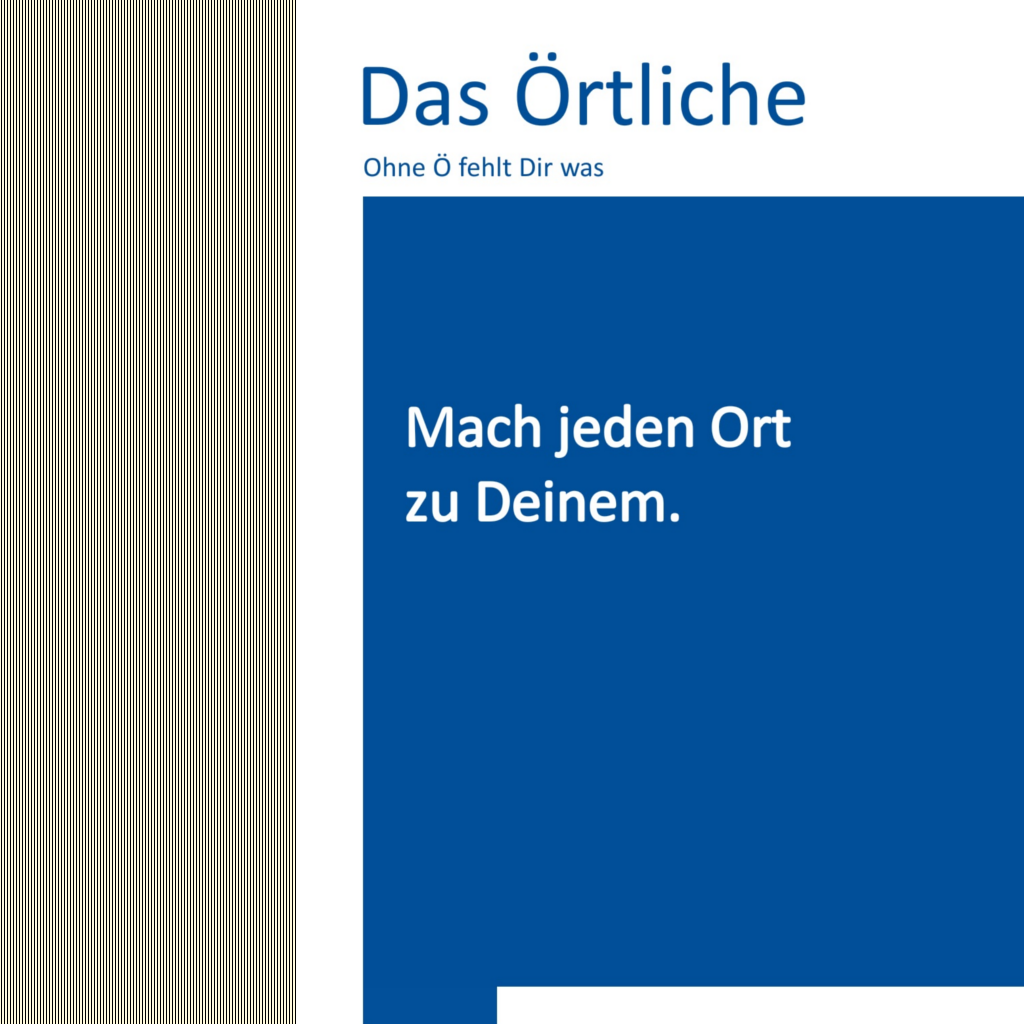 Das Örtliche
Ohne Ö fehlt Dir was
Mach jeden Ort
zu Deinem.